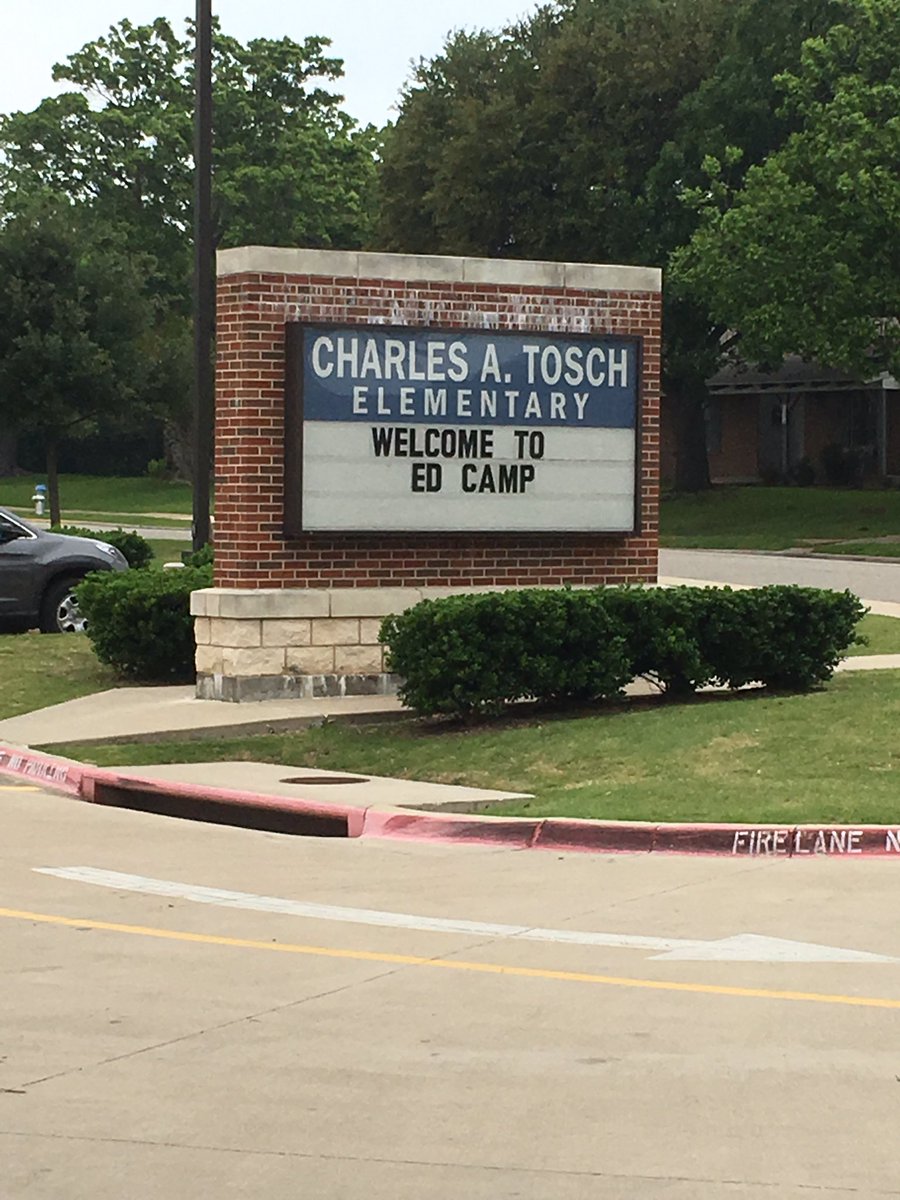 CHARLES A. TOSCH
ELEMENTARY
WELCOME TO
ED CAMP
FIRE LANE N